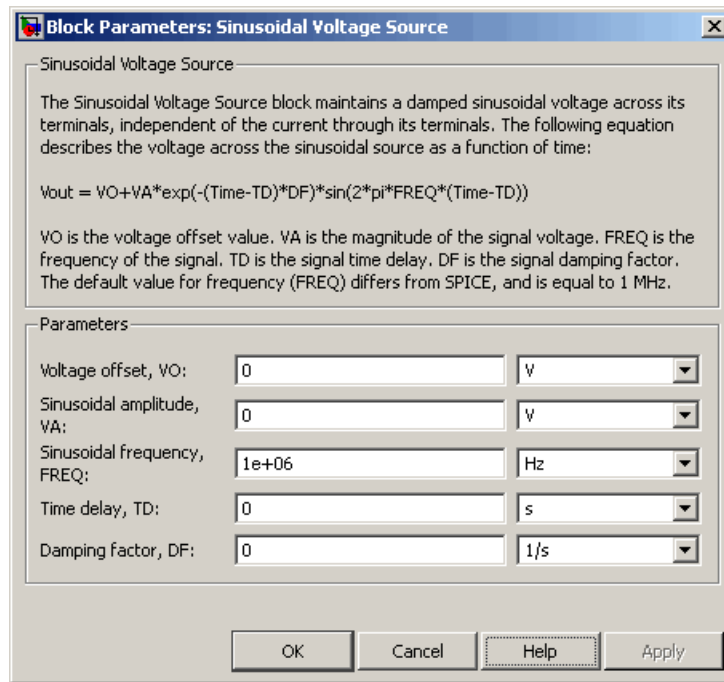 Block Parameters: Sinusoidal Voltage Source
Sinusoidal Voltage Source
The Sinusoidal Voltage Source block maintains a damped sinusoidal voltage across its
terminals, independent of the current through its terminals. The following equation
describes the voltage across the sinusoidal source as a function of time:
Vout = VO+VA*exp(-(Time-TD)*DF)*sin(2*pi*FREQ*(Time-TD))
VO is the voltage offset value. VA is the magnitude of the signal voltage. FREQ is the
frequency of the signal. TD is the signal time delay. DF is the signal damping factor.
The default value for frequency (FREQ) differs from SPICE, and is equal to 1 MHz.
Parameters
Voltage offset, VO: 0 V
Sinusoidal amplitude,
VA: 0 V
Sinusoidal frequency,
FREQ: 1e+06 Hz
Time delay, TD: 0 s
Damping factor, DF: 0 1/s
OK Cancel Help Apply